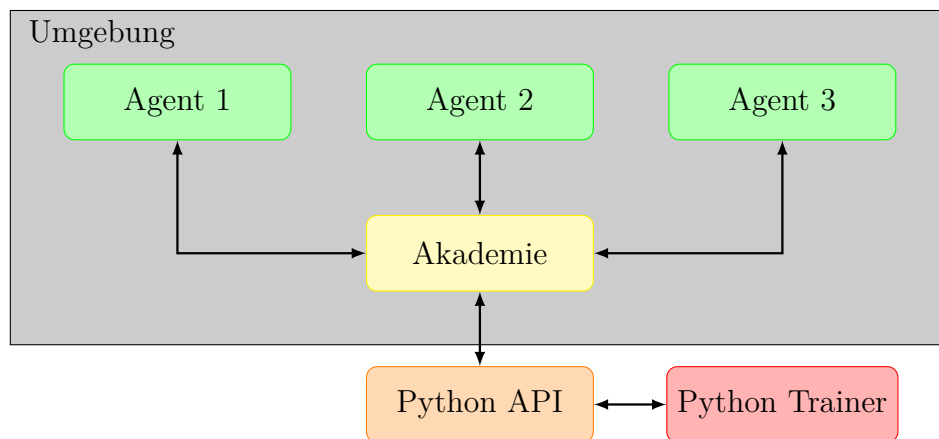 Umgebung
Agent 1
Agent 2
Agent 3
Akademie
Python API
Python Trainer